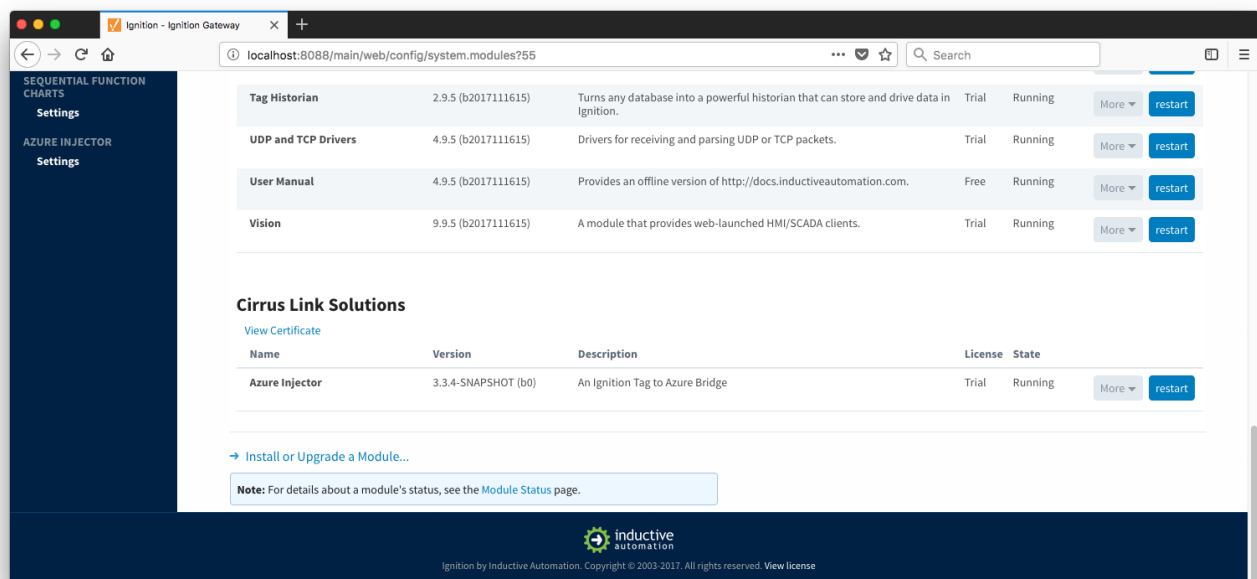 Ignition - Ignition Gateway
localhost:8088/main/web/config/system.modules?55
Search
SEQUENTIAL FUNCTION
CHARTS
Settings
AZURE INJECTOR
Settings
Tag Historian 2.9.5 (b2017111615) Turns any database into a powerful historian that can store and drive data in Trial Running More restart
Ignition.
UDP and TCP Drivers 4.9.5 (b2017111615) Drivers for receiving and parsing UDP or TCP packets. Trial Running More restart
User Manual 4.9.5 (b2017111615) Provides an offline version of http://docs.inductiveautomation.com. Free Running More restart
Vision 9.9.5 (b2017111615) A module that provides web-launched HMI/SCADA clients. Trial Running More restart
Cirrus Link Solutions
View Certificate
Name Version Description License State
Azure Injector 3.3.4-SNAPSHOT (b0) An Ignition Tag to Azure Bridge Trial Running More restart
Install or Upgrade a Module...
Note: For details about a module's status, see the Module Status page.
inductive
automation
Ignition by Inductive Automation. Copyright © 2003-2017. All rights reserved. View license